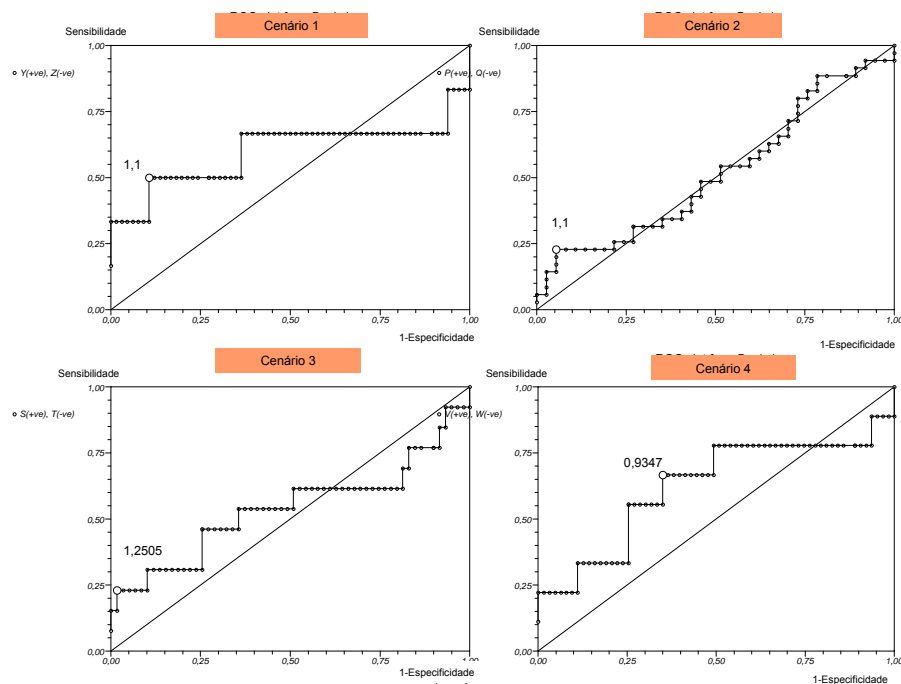 Cenário 1
Sensibilidade
1,00
Y(+ve), Z(-ve)
0,75
1,1
0,50
0,25
0,00
0,00 0,25 0,50 0,75 1,00
1-Especificidade
Cenário 2
Sensibilidade
1,00
P(+ve), Q(-ve)
0,75
0,50
1,1
0,25
0,00
0,00 0,25 0,50 0,75 1,00
1-Especificidade
Cenário 3
Sensibilidade
1,00
S(+ve), T(-ve)
0,75
0,50
1,2505
0,25
0,00
0,00 0,25 0,50 0,75 1,00
1-Especificidade
Cenário 4
Sensibilidade
1,00
V(+ve), W(-ve)
0,75
0,9347
0,50
0,25
0,00
0,00 0,25 0,50 0,75 1,00
1-Especificidade